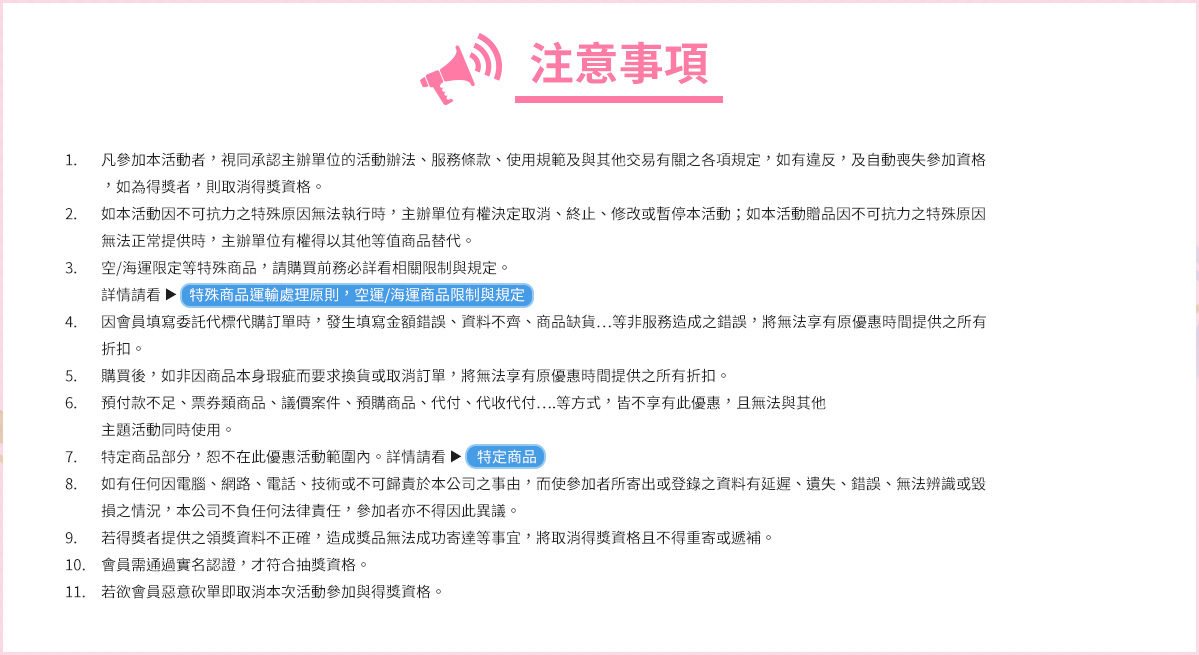 注意事項
1. 凡參加本活動者，視同承認主辦單位的活動辦法、服務條款、使用規範及與其他交易有關之各項規定，如有違反，及自動喪失參加資格
，如為得獎者，則取消得獎資格。
2. 如本活動因不可抗力之特殊原因無法執行時，主辦單位有權決定取消、終止、修改或暫停本活動；如本活動贈品因不可抗力之特殊原因
無法正常提供時，主辦單位有權得以其他等值商品替代。
3. 空/海運限定等特殊商品，請購買前務必詳看相關限制與規定。
詳情請看 ▶ 特殊商品運輸處理原則，空運/海運商品限制與規定
4. 因會員填寫委託代標代購訂單時，發生填寫金額錯誤、資料不齊、商品缺貨…等非服務造成之錯誤，將無法享有原優惠時間提供之所有
折扣。
5. 購買後，如非因商品本身瑕疵而要求換貨或取消訂單，將無法享有原優惠時間提供之所有折扣。
6. 預付款不足、票券類商品、議價案件、預購商品、代付、代收代付….等方式，皆不享有此優惠，且無法與其他
主題活動同時使用。
7. 特定商品部分，恕不在此優惠活動範圍內。詳情請看 ▶ 特定商品
8. 如有任何因電腦、網路、電話、技術或不可歸責於本公司之事由，而使參加者所寄出或登錄之資料有延遲、遺失、錯誤、無法辨識或毀
損之情況，本公司不負任何法律責任，參加者亦不得因此異議。
9. 若得獎者提供之領獎資料不正確，造成獎品無法成功寄達等事宜，將取消得獎資格且不得重寄或遞補。
10. 會員需通過實名認證，才符合抽獎資格。
11. 若欲會員惡意砍單即取消本次活動參加與得獎資格。